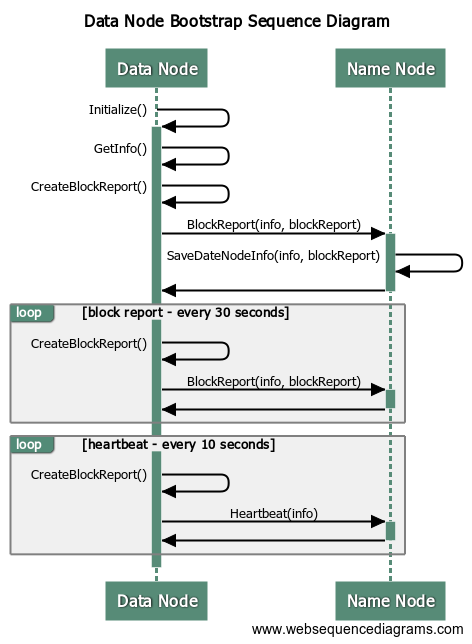 Data Node Bootstrap Sequence Diagram
Data Node
Name Node
Initialize()
GetInfo()
CreateBlockReport()
BlockReport(info, blockReport)
SaveDateNodeInfo(info, blockReport)
loop [block report - every 30 seconds]
CreateBlockReport()
BlockReport(info, blockReport)
loop [heartbeat - every 10 seconds]
CreateBlockReport()
Heartbeat(info)
Data Node
Name Node
www.websequencediagrams.com